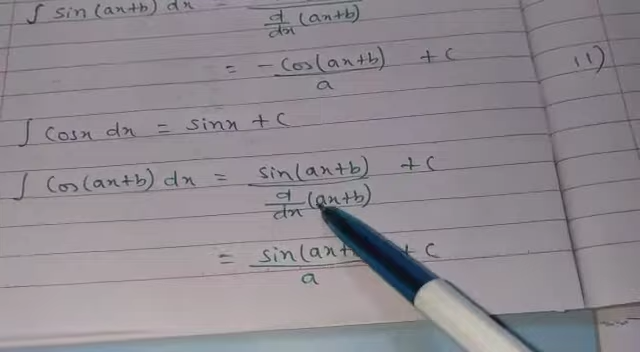 ∫ sin(ax+b) dx =
d/dx (ax+b)
= -cos(ax+b)/a + c
11)
∫ cosx dx = sinx + c
∫ cos(ax+b) dx = sin(ax+b)/(d/dx (ax+b)) + c
= sin(ax+ /a + c